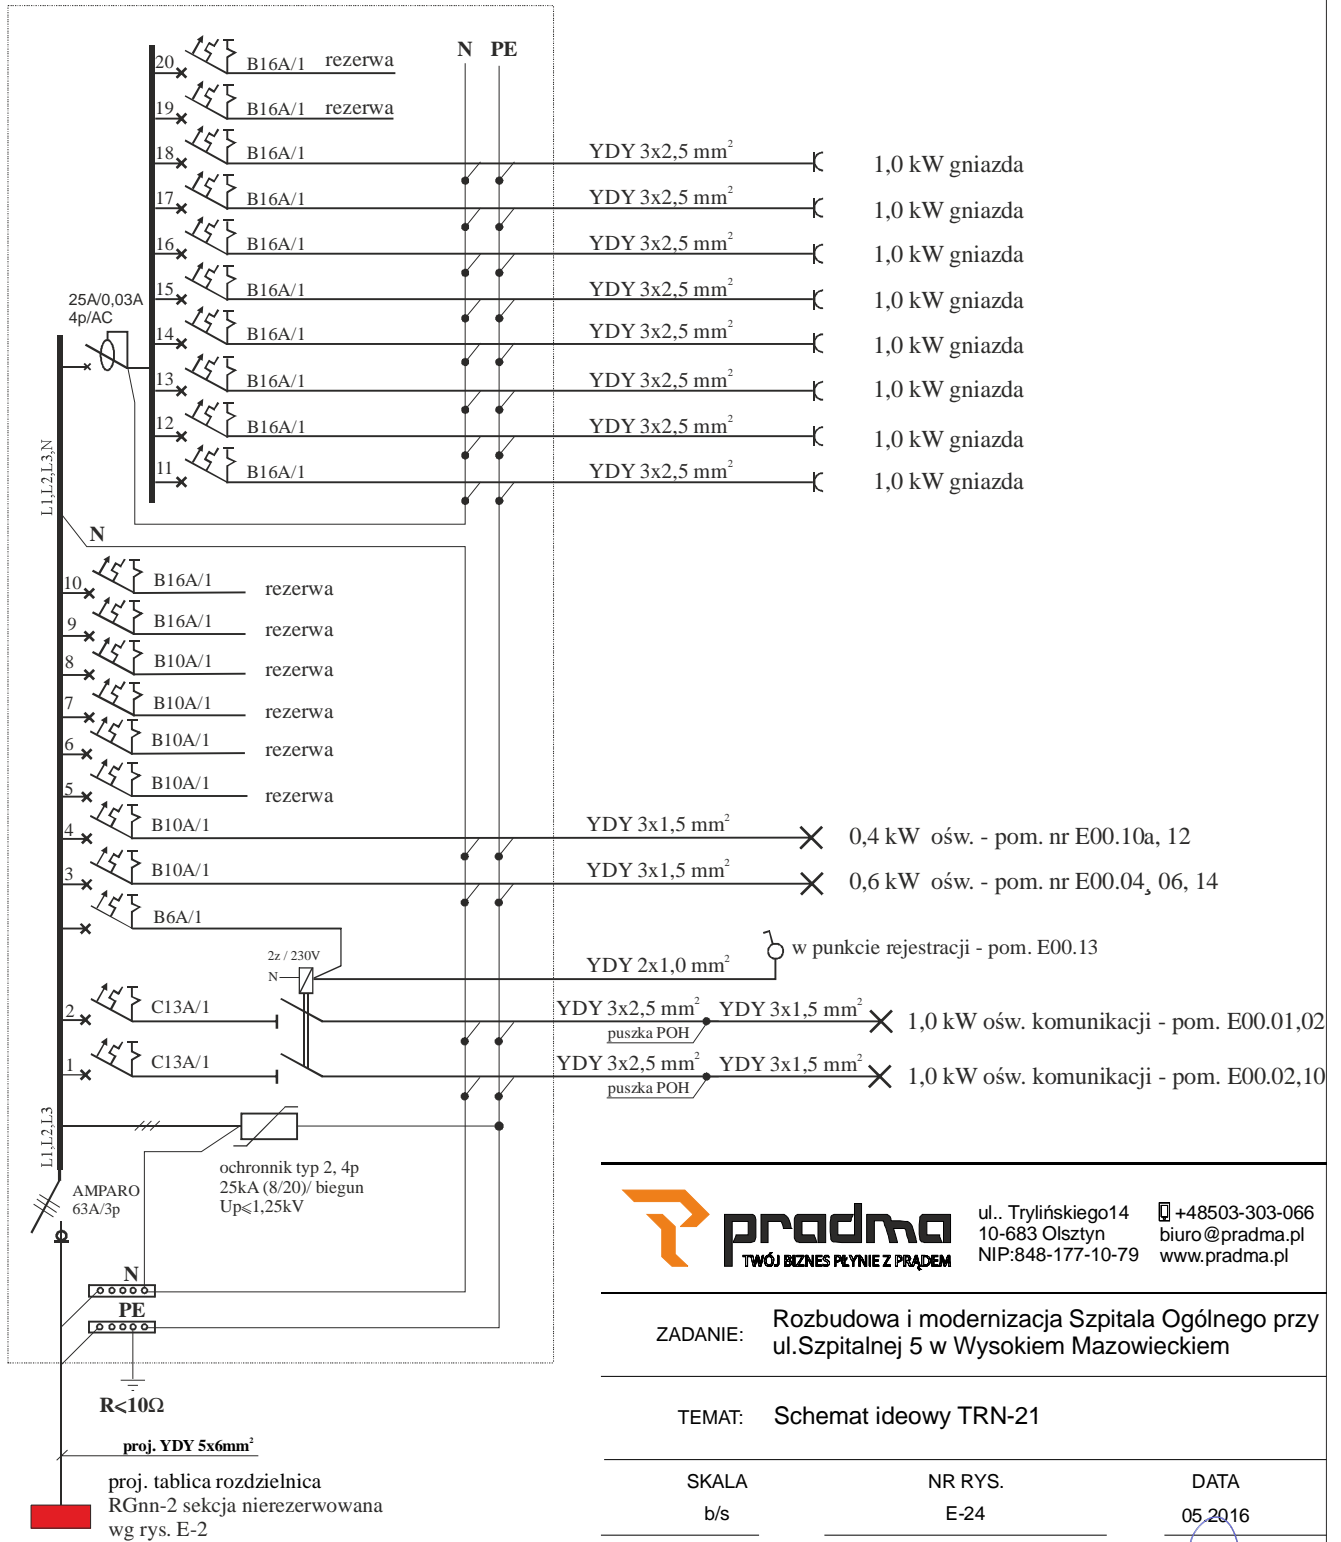 N PE
20 B16A/1 rezerwa
19 B16A/1 rezerwa
18 B16A/1 YDY 3x2,5 mm² 1,0 kW gniazda
17 B16A/1 YDY 3x2,5 mm² 1,0 kW gniazda
16 B16A/1 YDY 3x2,5 mm² 1,0 kW gniazda
15 B16A/1 YDY 3x2,5 mm² 1,0 kW gniazda
25A/0,03A
4p/AC
14 B16A/1 YDY 3x2,5 mm² 1,0 kW gniazda
13 B16A/1 YDY 3x2,5 mm² 1,0 kW gniazda
12 B16A/1 YDY 3x2,5 mm² 1,0 kW gniazda
11 B16A/1 YDY 3x2,5 mm² 1,0 kW gniazda
L1,L2,L3,N
N
10 B16A/1 rezerwa
9 B16A/1 rezerwa
8 B10A/1 rezerwa
7 B10A/1 rezerwa
6 B10A/1 rezerwa
5 B10A/1 rezerwa
4 B10A/1 YDY 3x1,5 mm² 0,4 kW ośw. - pom. nr E00.10a, 12
3 B10A/1 YDY 3x1,5 mm² 0,6 kW ośw. - pom. nr E00.04, 06, 14
B6A/1
2z / 230V
N
YDY 2x1,0 mm² w punkcie rejestracji - pom. E00.13
2 C13A/1 YDY 3x2,5 mm² YDY 3x1,5 mm² 1,0 kW ośw. komunikacji - pom. E00.01,02
puszka POH
1 C13A/1 YDY 3x2,5 mm² YDY 3x1,5 mm² 1,0 kW ośw. komunikacji - pom. E00.02,10
puszka POH
L1,L2,L3
ochronnik typ 2, 4p
25kA (8/20)/ biegun
Up⩽1,25kV
AMPARO
63A/3p
N
PE
R<10Ω
proj. YDY 5x6mm²
proj. tablica rozdzielnica
RGnn-2 sekcja nierezerwowana
wg rys. E-2
pradma
TWÓJ BIZNES PŁYNIE Z PRĄDEM
ul.. Trylińskiego14
10-683 Olsztyn
NIP:848-177-10-79
+48503-303-066
biuro@pradma.pl
www.pradma.pl
ZADANIE: Rozbudowa i modernizacja Szpitala Ogólnego przy
ul.Szpitalnej 5 w Wysokiem Mazowieckiem
TEMAT: Schemat ideowy TRN-21
SKALA NR RYS. DATA
b/s E-24 05.2016